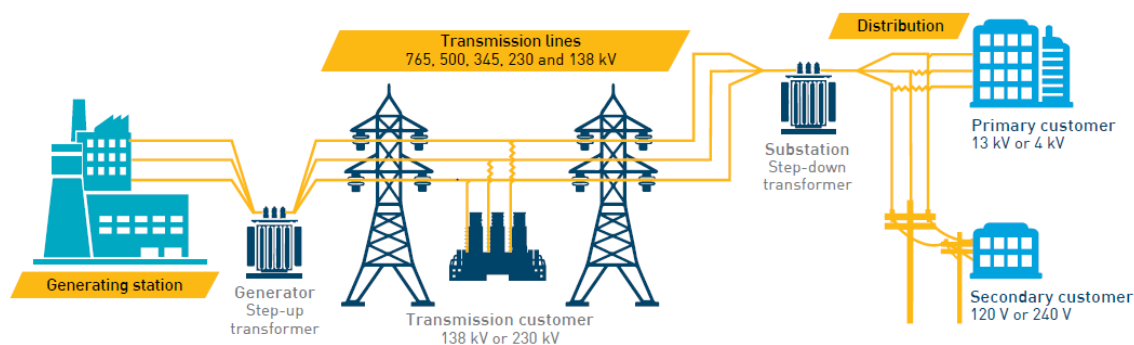 Transmission lines
765, 500, 345, 230 and 138 kV
Distribution
Primary customer
13 kV or 4 kV
Substation
Step-down
transformer
Generating station
Generator
Step-up
transformer
Transmission customer
138 kV or 230 kV
Secondary customer
120 V or 240 V